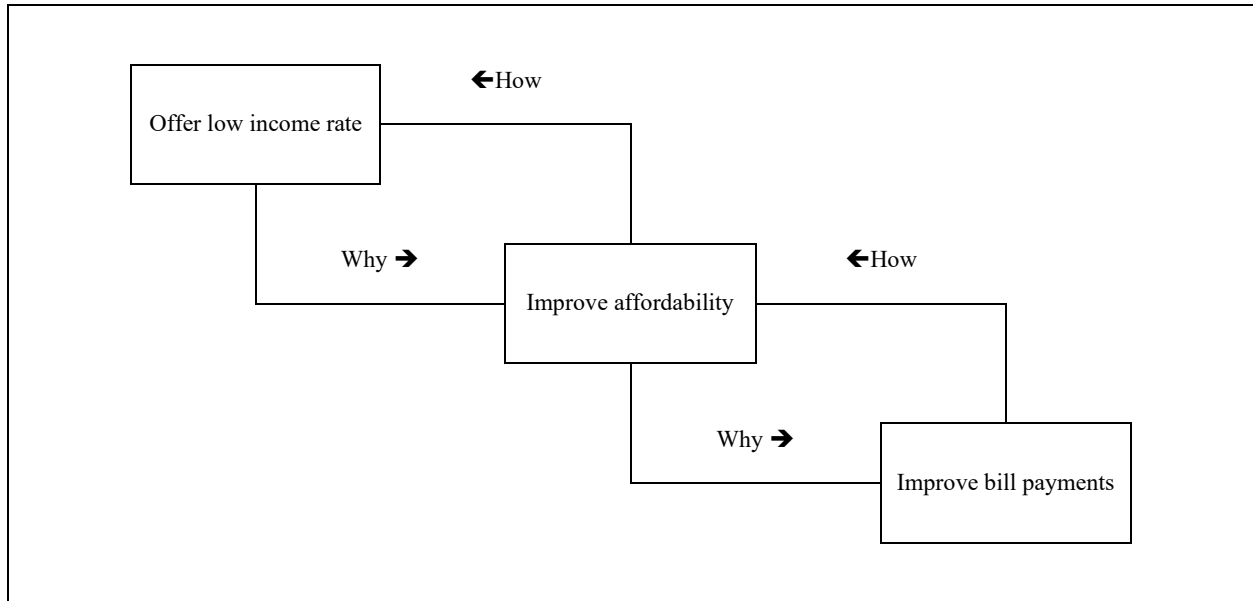 🡸How
Offer low income rate
Why 🡺
🡸How
Improve affordability
Why 🡺
Improve bill payments